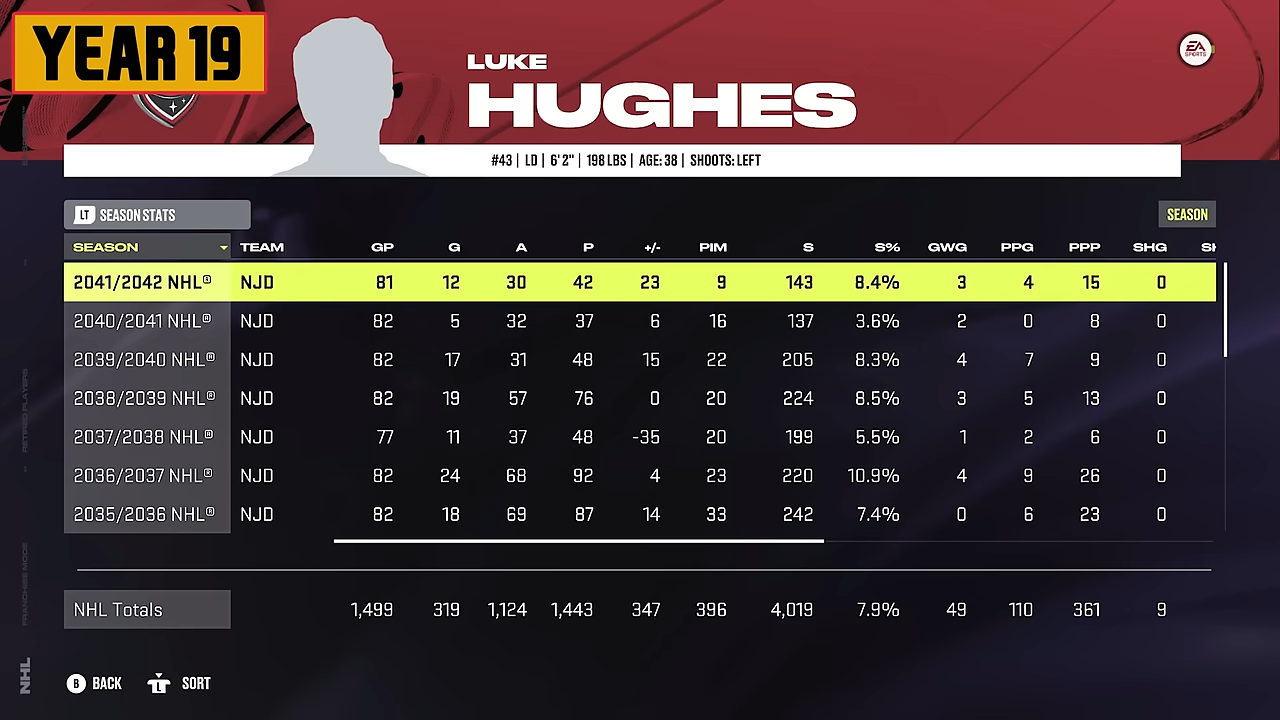 YEAR 19
LUKE
HUGHES
EA SPORTS
#43 | LD | 6'2" | 198 LBS | AGE: 38 | SHOOTS: LEFT
LT SEASON STATS
SEASON
SEASON TEAM GP G A P +/- PIM S S% GWG PPG PPP SHG
2041/2042 NHL® NJD 81 12 30 42 23 9 143 8.4% 3 4 15 0
2040/2041 NHL® NJD 82 5 32 37 6 16 137 3.6% 2 0 8 0
2039/2040 NHL® NJD 82 17 31 48 15 22 205 8.3% 4 7 9 0
2038/2039 NHL® NJD 82 19 57 76 0 20 224 8.5% 3 5 13 0
2037/2038 NHL® NJD 77 11 37 48 -35 20 199 5.5% 1 2 6 0
2036/2037 NHL® NJD 82 24 68 92 4 23 220 10.9% 4 9 26 0
2035/2036 NHL® NJD 82 18 69 87 14 33 242 7.4% 0 6 23 0
NHL Totals 1,499 319 1,124 1,443 347 396 4,019 7.9% 49 110 361 9
B BACK L SORT
NHL
FRANCHISE MODE
RETIRED PLAYERS